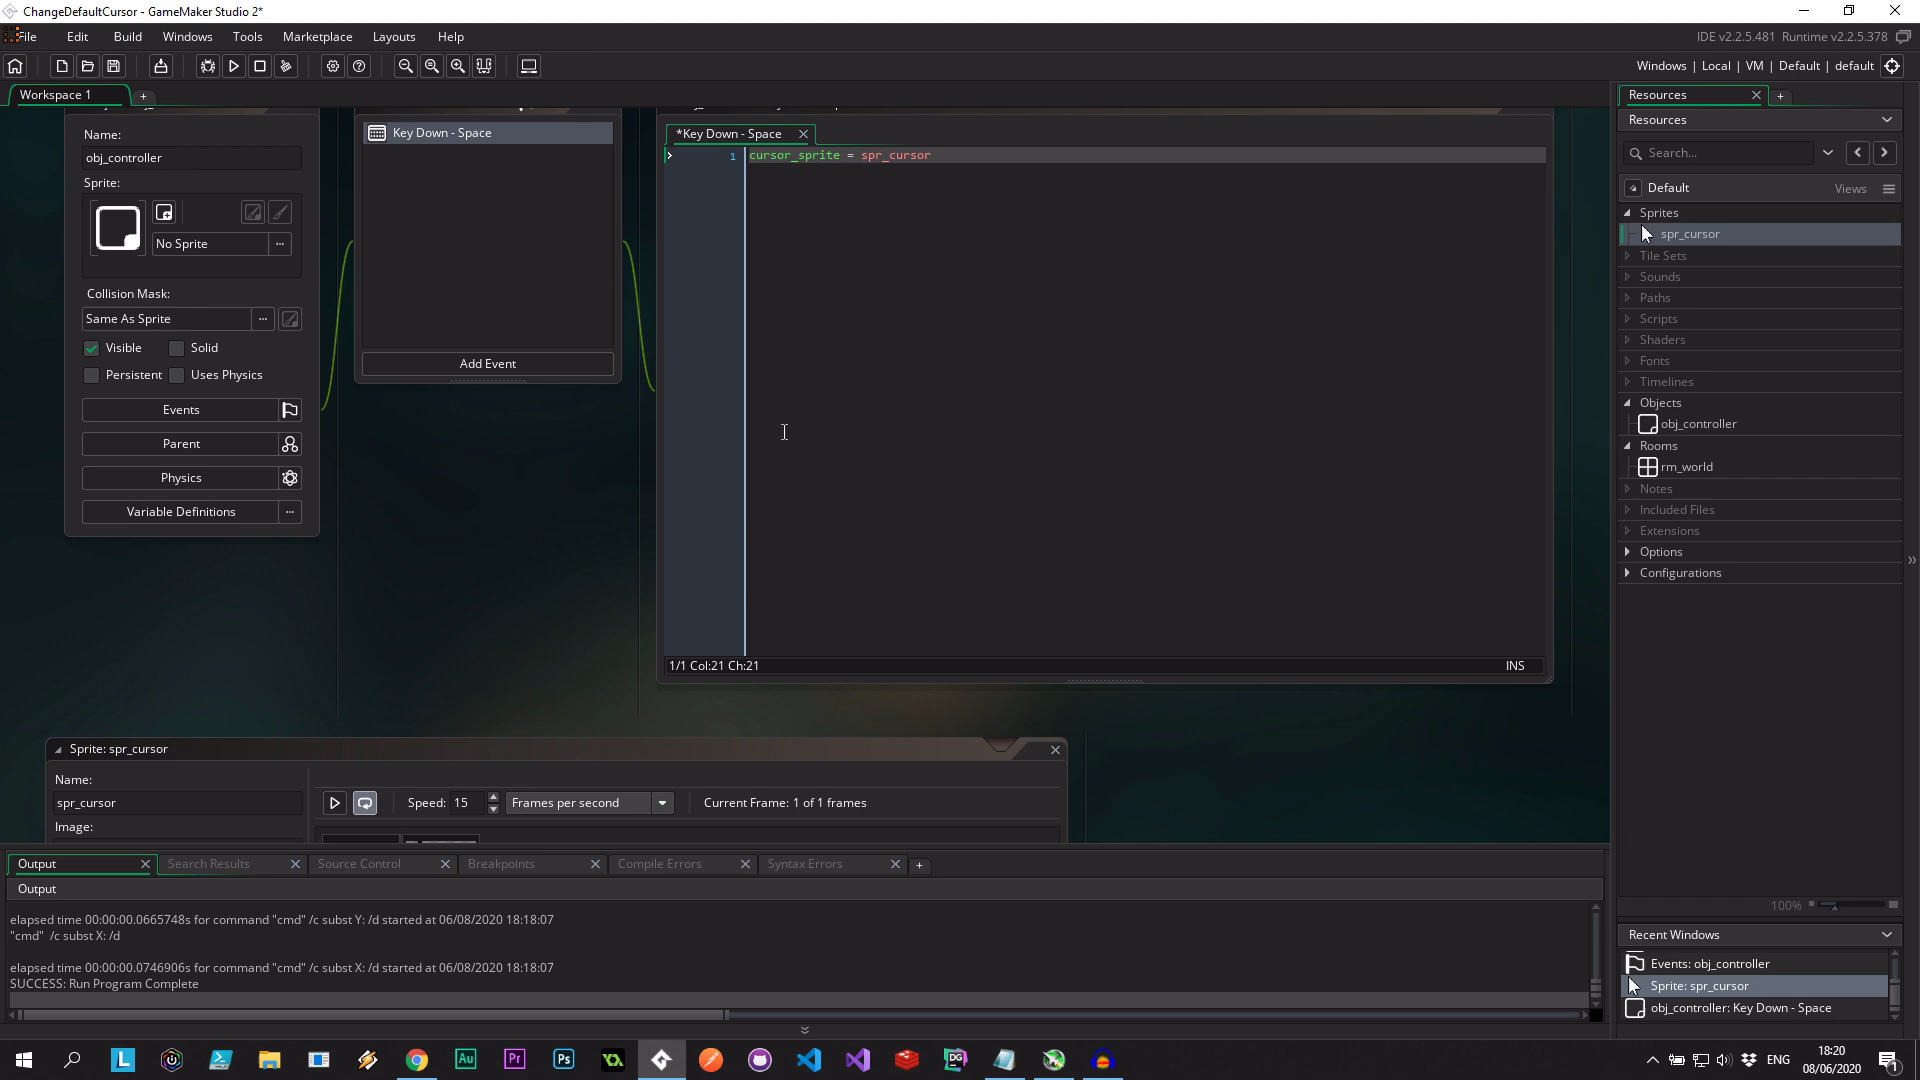 ChangeDefaultCursor - GameMaker Studio 2*
File Edit Build Windows Tools Marketplace Layouts Help
IDE v2.2.5.481 Runtime v2.2.5.378
Windows | Local | VM | Default | default
Workspace 1
Name:
obj_controller
Sprite:
No Sprite
Collision Mask:
Same As Sprite
Visible Solid
Persistent Uses Physics
Events
Parent
Physics
Variable Definitions
Key Down - Space
Add Event
*Key Down - Space
1 cursor_sprite = spr_cursor
1/1 Col:21 Ch:21 INS
Sprite: spr_cursor
Name:
spr_cursor
Image:
Speed: 15 Frames per second Current Frame: 1 of 1 frames
Resources
Resources
Search...
Default Views
Sprites
spr_cursor
Tile Sets
Sounds
Paths
Scripts
Shaders
Fonts
Timelines
Objects
obj_controller
Rooms
rm_world
Notes
Included Files
Extensions
Options
Configurations
100%
Recent Windows
Events: obj_controller
Sprite: spr_cursor
obj_controller: Key Down - Space
Output Search Results Source Control Breakpoints Compile Errors Syntax Errors
Output
elapsed time 00:00:00.0665748s for command "cmd" /c subst Y: /d started at 06/08/2020 18:18:07
"cmd" /c subst X: /d
elapsed time 00:00:00.0746906s for command "cmd" /c subst X: /d started at 06/08/2020 18:18:07
SUCCESS: Run Program Complete
L Au Pr Ps DG
ENG
18:20
08/06/2020
1